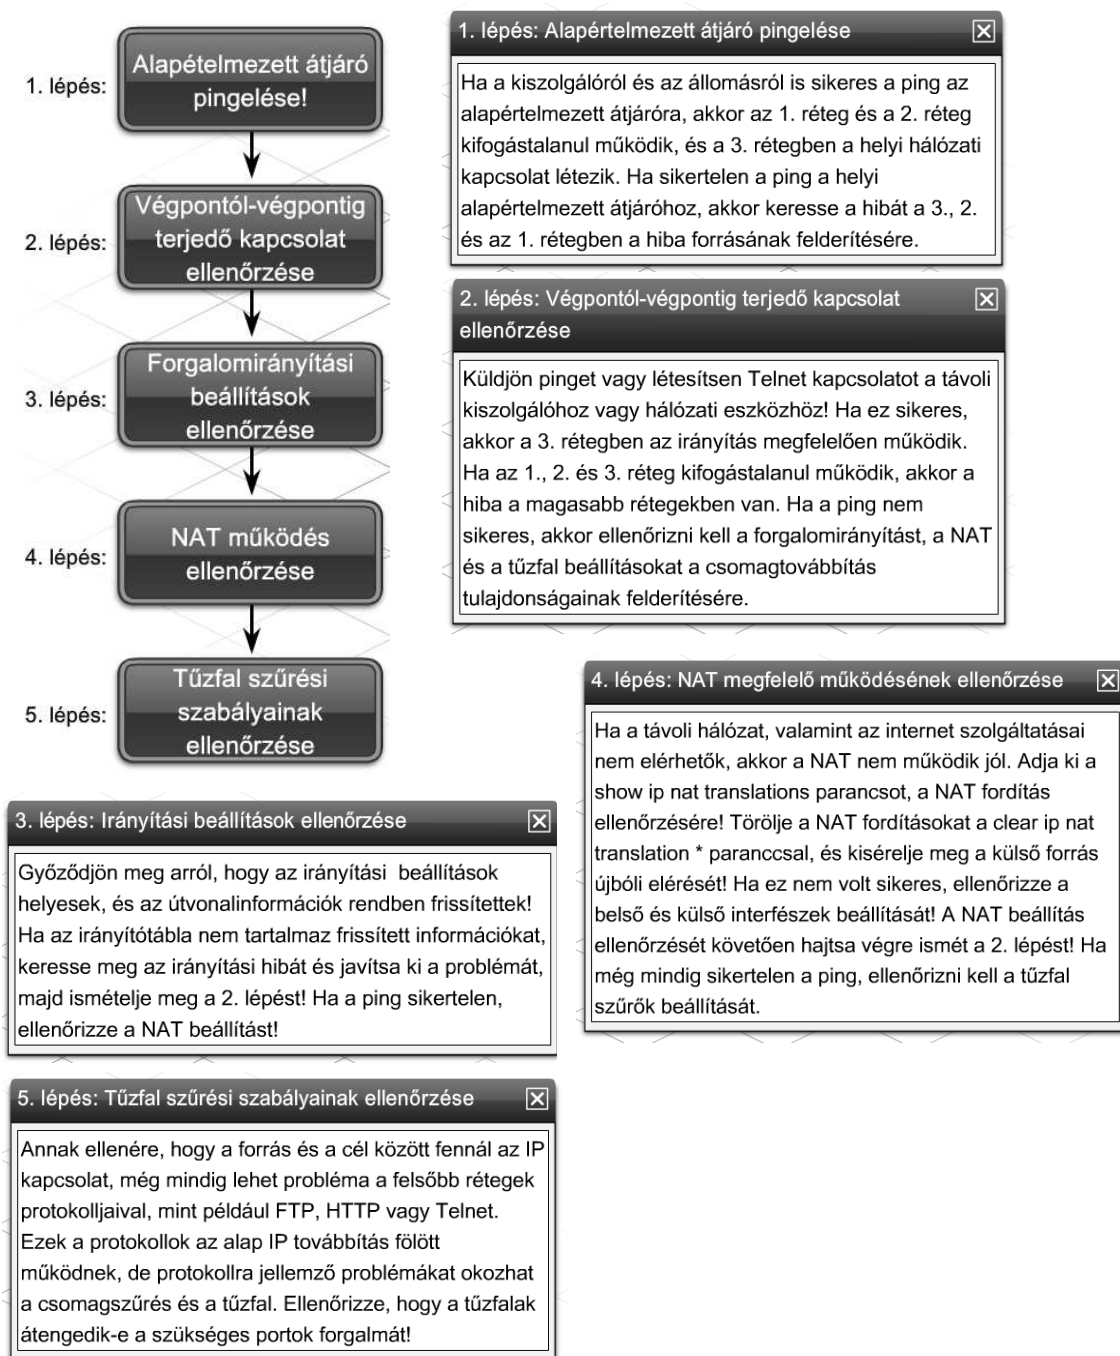 1. lépés:
Alapételmezett átjáró
pingelése!
2. lépés:
Végpontól-végpontig
terjedő kapcsolat
ellenőrzése
3. lépés:
Forgalomirányítási
beállítások
ellenőrzése
4. lépés:
NAT működés
ellenőrzése
5. lépés:
Tűzfal szűrési
szabályainak
ellenőrzése
1. lépés: Alapértelmezett átjáró pingelése
Ha a kiszolgálóról és az állomásról is sikeres a ping az
alapértelmezett átjáróra, akkor az 1. réteg és a 2. réteg
kifogástalanul működik, és a 3. rétegben a helyi hálózati
kapcsolat létezik. Ha sikertelen a ping a helyi
alapértelmezett átjáróhoz, akkor keresse a hibát a 3., 2.
és az 1. rétegben a hiba forrásának felderítésére.
2. lépés: Végpontól-végpontig terjedő kapcsolat
ellenőrzése
Küldjön pinget vagy létesítsen Telnet kapcsolatot a távoli
kiszolgálóhoz vagy hálózati eszközhöz! Ha ez sikeres,
akkor a 3. rétegben az irányítás megfelelően működik.
Ha az 1., 2. és 3. réteg kifogástalanul működik, akkor a
hiba a magasabb rétegekben van. Ha a ping nem
sikeres, akkor ellenőrizni kell a forgalomirányítást, a NAT
és a tűzfal beállításokat a csomagtovábbítás
tulajdonságainak felderítésére.
3. lépés: Irányítási beállítások ellenőrzése
Győződjön meg arról, hogy az irányítási beállítások
helyesek, és az útvonalinformációk rendben frissítettek!
Ha az irányítótábla nem tartalmaz frissített információkat,
keresse meg az irányítási hibát és javítsa ki a problémát,
majd ismételje meg a 2. lépést! Ha a ping sikertelen,
ellenőrizze a NAT beállítást!
4. lépés: NAT megfelelő működésének ellenőrzése
Ha a távoli hálózat, valamint az internet szolgáltatásai
nem elérhetők, akkor a NAT nem működik jól. Adja ki a
show ip nat translations parancsot, a NAT fordítás
ellenőrzésére! Törölje a NAT fordításokat a clear ip nat
translation * paranccsal, és kisérelje meg a külső forrás
újbóli elérését! Ha ez nem volt sikeres, ellenőrizze a
belső és külső interfészek beállítását! A NAT beállítás
ellenőrzését követően hajtsa végre ismét a 2. lépést! Ha
még mindig sikertelen a ping, ellenőrizni kell a tűzfal
szűrők beállítását.
5. lépés: Tűzfal szűrési szabályainak ellenőrzése
Annak ellenére, hogy a forrás és a cél között fennál az IP
kapcsolat, még mindig lehet probléma a felsőbb rétegek
protokolljaival, mint például FTP, HTTP vagy Telnet.
Ezek a protokollok az alap IP továbbítás fölött
működnek, de protokollra jellemző problémákat okozhat
a csomagszűrés és a tűzfal. Ellenőrizze, hogy a tűzfalak
átengedik-e a szükséges portok forgalmát!